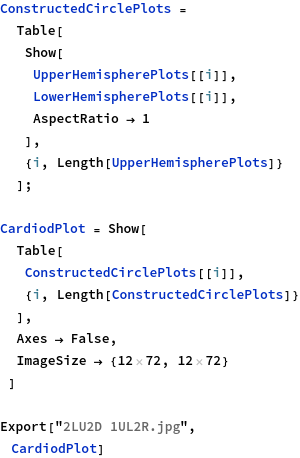 ConstructedCirclePlots =
Table[
Show[
UpperHemispherePlots[[i]],
LowerHemispherePlots[[i]],
AspectRatio → 1
],
{i, Length[UpperHemispherePlots]}
];
CardiodPlot = Show[
Table[
ConstructedCirclePlots[[i]],
{i, Length[ConstructedCirclePlots]}
],
Axes → False,
ImageSize → {12 × 72, 12 × 72}
]
Export["2LU2D 1UL2R.jpg",
CardiodPlot]